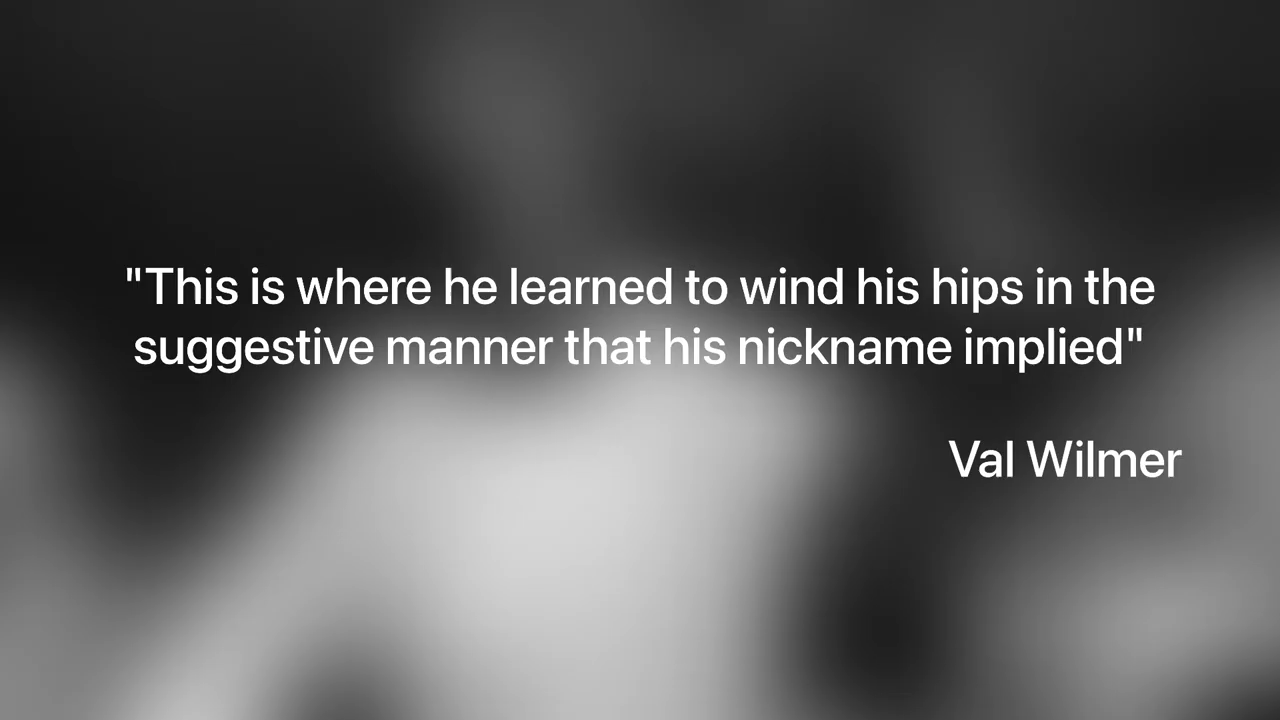 "This is where he learned to wind his hips in the
suggestive manner that his nickname implied"
Val Wilmer